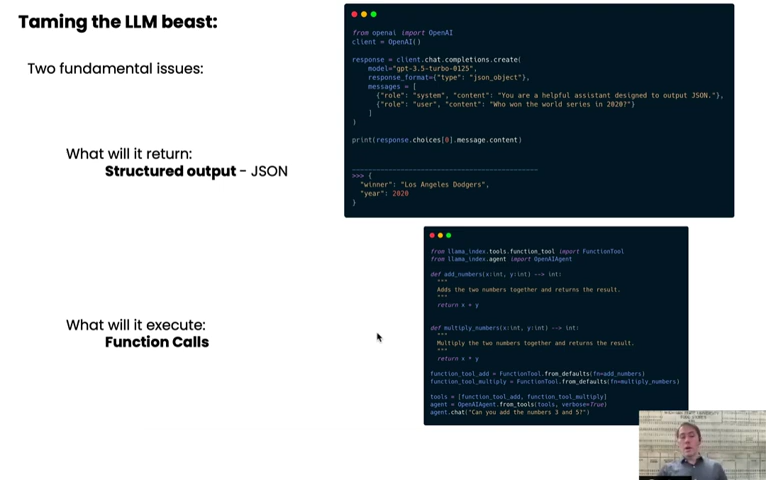 Taming the LLM beast:
Two fundamental issues:
What will it return:
Structured output - JSON
What will it execute:
Function Calls
from openai import OpenAI
client = OpenAI()
response = client.chat.completions.create(
model="gpt-3.5-turbo-0125",
response_format={"type": "json_object"},
messages = [
{"role": "system", "content": "You are a helpful assistant designed to output JSON."},
{"role": "user", "content": "Who won the world series in 2020?"}
]
)
print(response.choices[0].message.content)
>>> {
"winner": "Los Angeles Dodgers",
"year": 2020
}
from llama_index.tools.function_tool import FunctionTool
from llama_index.agent import OpenAIAgent
def add_numbers(x:int, y:int) --> int:
"""
Adds the two numbers together and returns the result.
"""
return x + y
def multiply_numbers(x:int, y:int) --> int:
"""
Multiply the two numbers together and returns the result.
"""
return x * y
function_tool_add = FunctionTool.from_defaults(fn=add_numbers)
function_tool_multiply = FunctionTool.from_defaults(fn=multiply_numbers)
tools = [function_tool_add, function_tool_multiply]
agent = OpenAIAgent.from_tools(tools, verbose=True)
agent.chat("Can you add the numbers 3 and 5?")